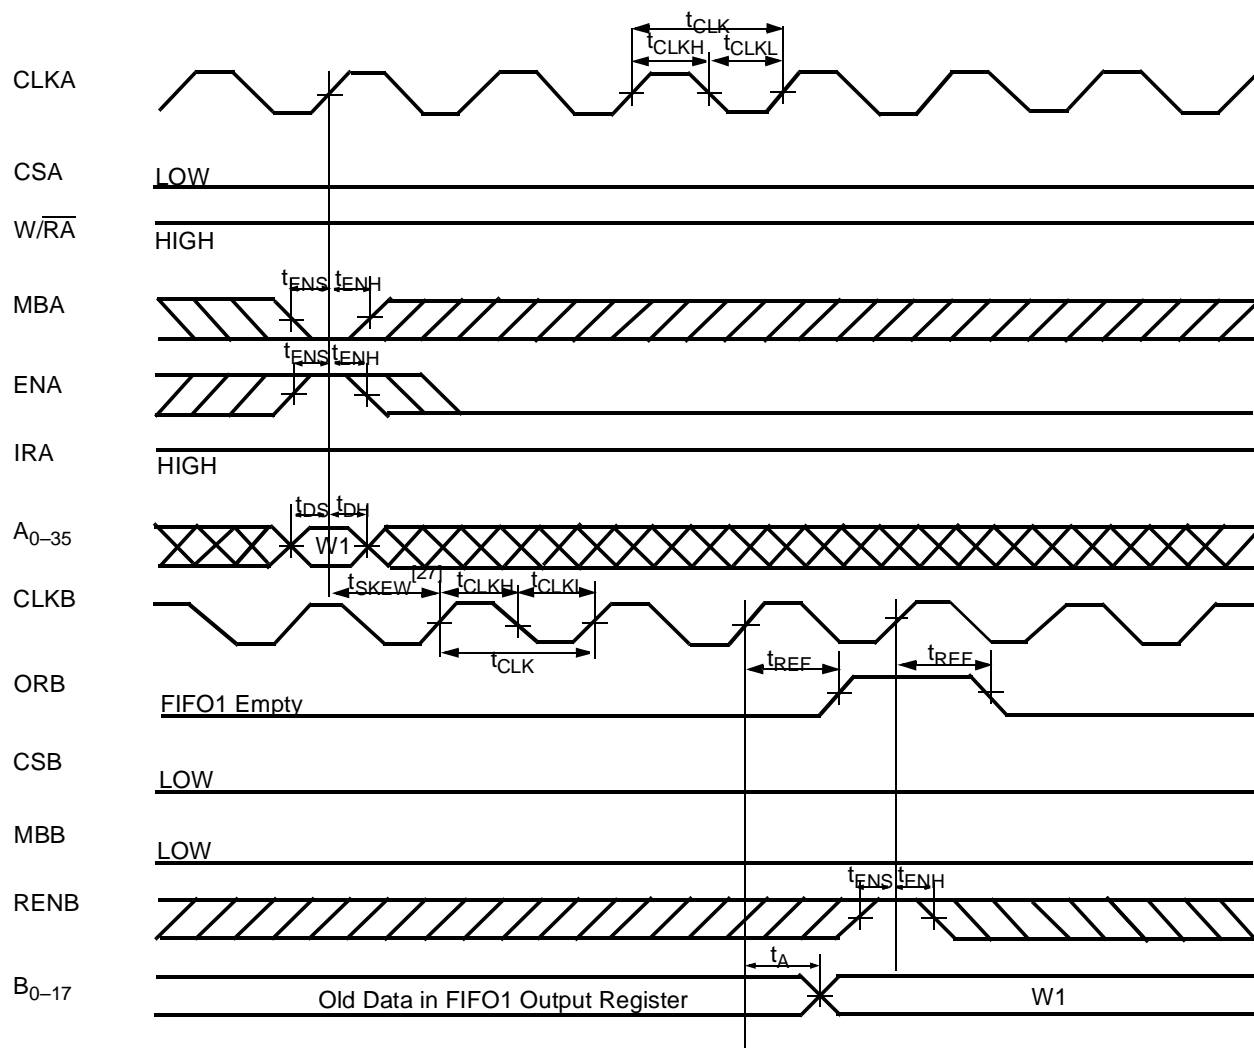 tCLK
tCLKH tCLKL
CLKA
CSA LOW
W/RA HIGH
tENS tENH
MBA
tENS tENH
ENA
IRA HIGH
tDS tDH
A0–35 W1
tSKEW[27] tCLKH tCLKL
CLKB
tCLK tREF tREF
ORB FIFO1 Empty
CSB LOW
MBB LOW
tENS tENH
RENB
tA
B0–17 Old Data in FIFO1 Output Register W1